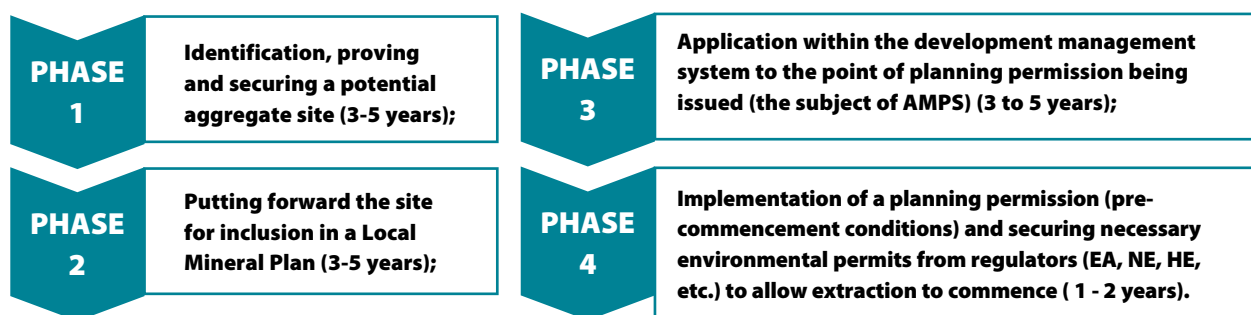 PHASE
1
Identification, proving
and securing a potential
aggregate site (3-5 years);
PHASE
2
Putting forward the site
for inclusion in a Local
Mineral Plan (3-5 years);
PHASE
3
Application within the development management
system to the point of planning permission being
issued (the subject of AMPS) (3 to 5 years);
PHASE
4
Implementation of a planning permission (pre-
commencement conditions) and securing necessary
environmental permits from regulators (EA, NE, HE,
etc.) to allow extraction to commence ( 1 - 2 years).